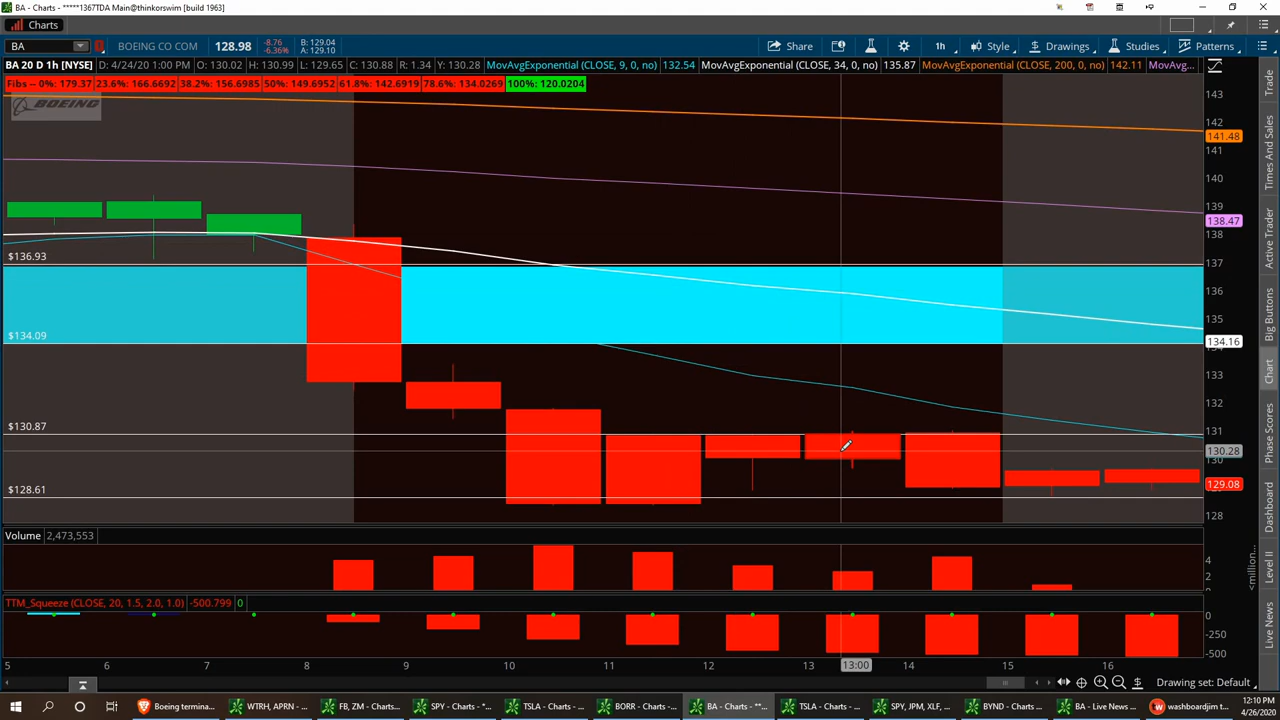 BA - Charts - *****1367TDA Main@thinkorswim [build 1963]
Charts
BA BOEING CO COM 128.98 -8.76 -6.36% B: 129.04 A: 129.10 Share 1h Style Drawings Studies Patterns
BA 20 D 1h [NYSE] D: 4/24/20 1:00 PM O: 130.02 H: 130.99 L: 129.65 C: 130.88 R: 1.34 Y: 130.28 MovAvgExponential (CLOSE, 9, 0, no) 132.54 MovAvgExponential (CLOSE, 34, 0, no) 135.87 MovAvgExponential (CLOSE, 200, 0, no) 142.11 MovAvg...
Fibs -- 0%: 179.37 23.6%: 166.6692 38.2%: 156.6985 50%: 149.6952 61.8%: 142.6919 78.6%: 134.0269 100%: 120.0204
BOEING
143
142
141.48
141
140
139
138.47
138
$136.93
137
136
135
$134.09
134.16
134
133
132
$130.87
131
130.28
130
129.08
$128.61
128
Volume 2,473,553
4
2
<million...
TTM_Squeeze (CLOSE, 20, 1.5, 2.0, 1.0) -500.799 0
0
-250
-500
5 6 7 8 9 10 11 12 13 13:00 14 15 16
Drawing set: Default
Trade
Times And Sales
Active Trader
Big Buttons
Chart
Phase Scores
Dashboard
Level II
Live News
Boeing termina...
WTRH, APRN - ...
FB, ZM - Charts...
SPY - Charts - *...
TSLA - Charts - ...
BORR - Charts - ...
BA - Charts - **...
TSLA - Charts - ...
SPY, JPM, XLF, ...
BYND - Charts ...
BA - Live News ...
washboardjim t...
12:10 PM
4/26/2020